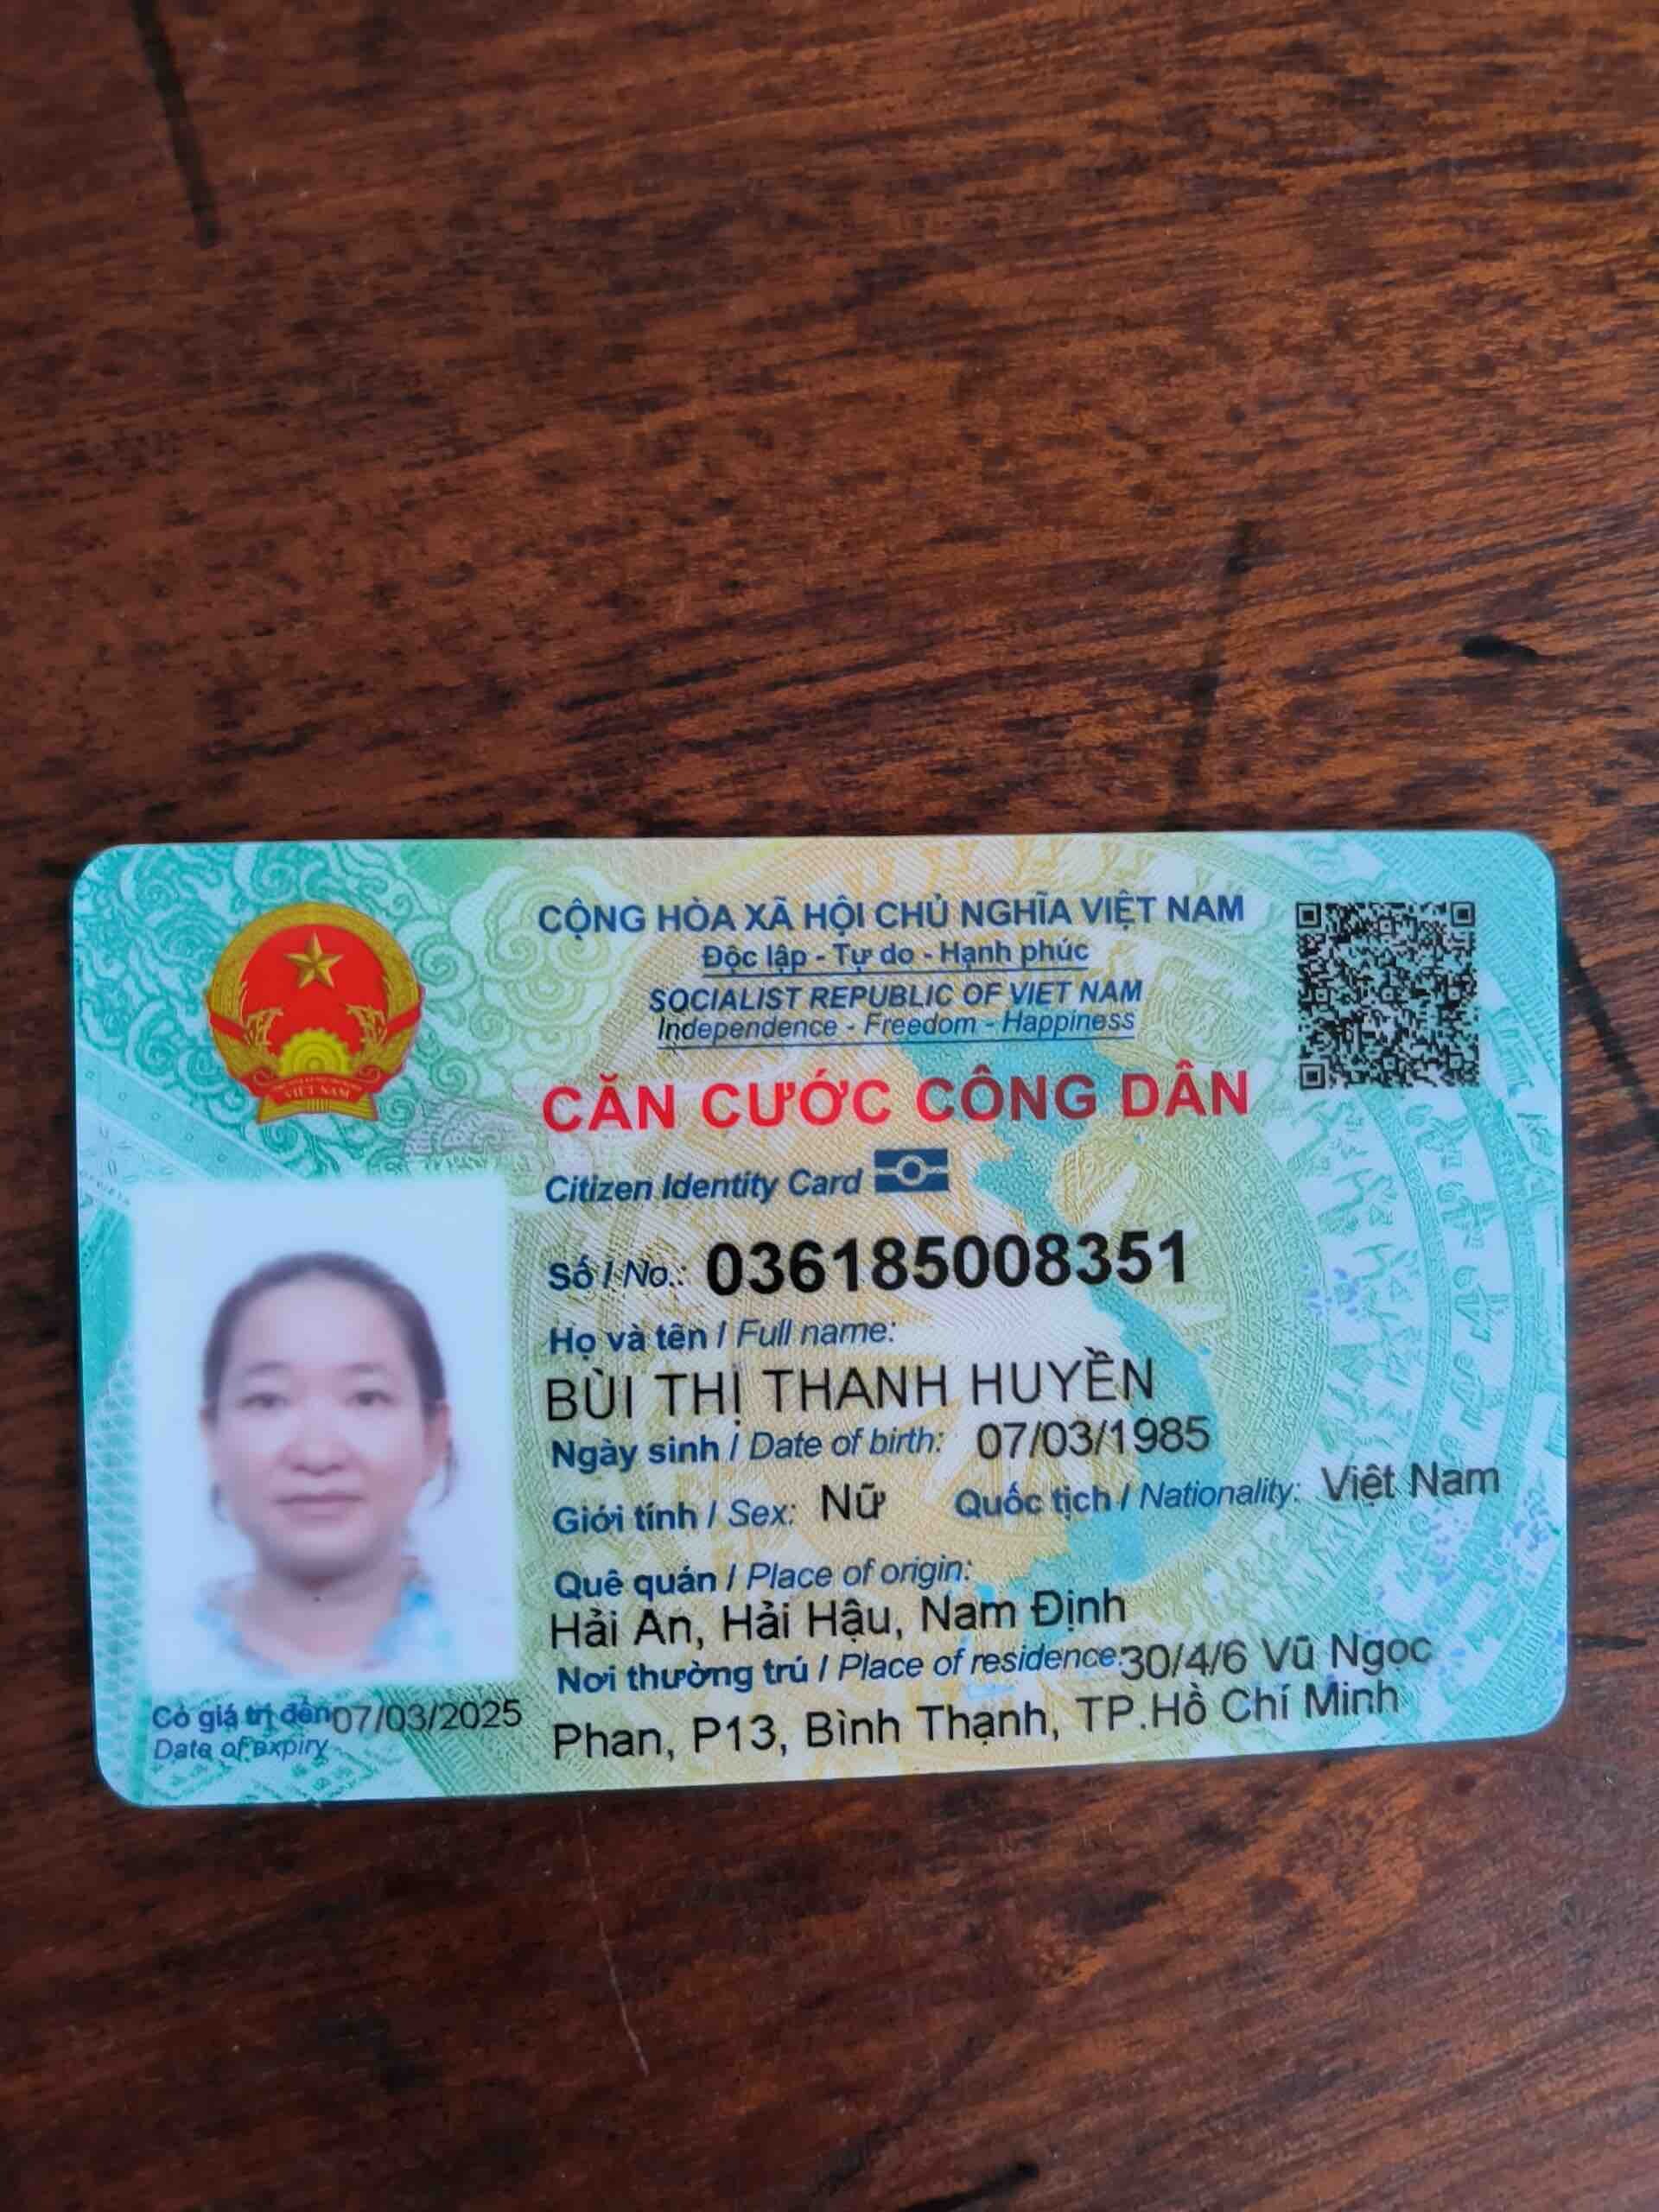 CỘNG HÒA XÃ HỘI CHỦ NGHĨA VIỆT NAM
Độc lập - Tự do - Hạnh phúc
SOCIALIST REPUBLIC OF VIET NAM
Independence - Freedom - Happiness
CĂN CƯỚC CÔNG DÂN
Citizen Identity Card
Số / No.: 036185008351
Họ và tên / Full name:
BÙI THỊ THANH HUYỀN
Ngày sinh / Date of birth: 07/03/1985
Giới tính / Sex: Nữ Quốc tịch / Nationality: Việt Nam
Quê quán / Place of origin:
Hải An, Hải Hậu, Nam Định
Nơi thường trú / Place of residence: 30/4/6 Vũ Ngọc
Phan, P13, Bình Thạnh, TP.Hồ Chí Minh
Có giá trị đến: 07/03/2025
Date of expiry
VIỆT NAM